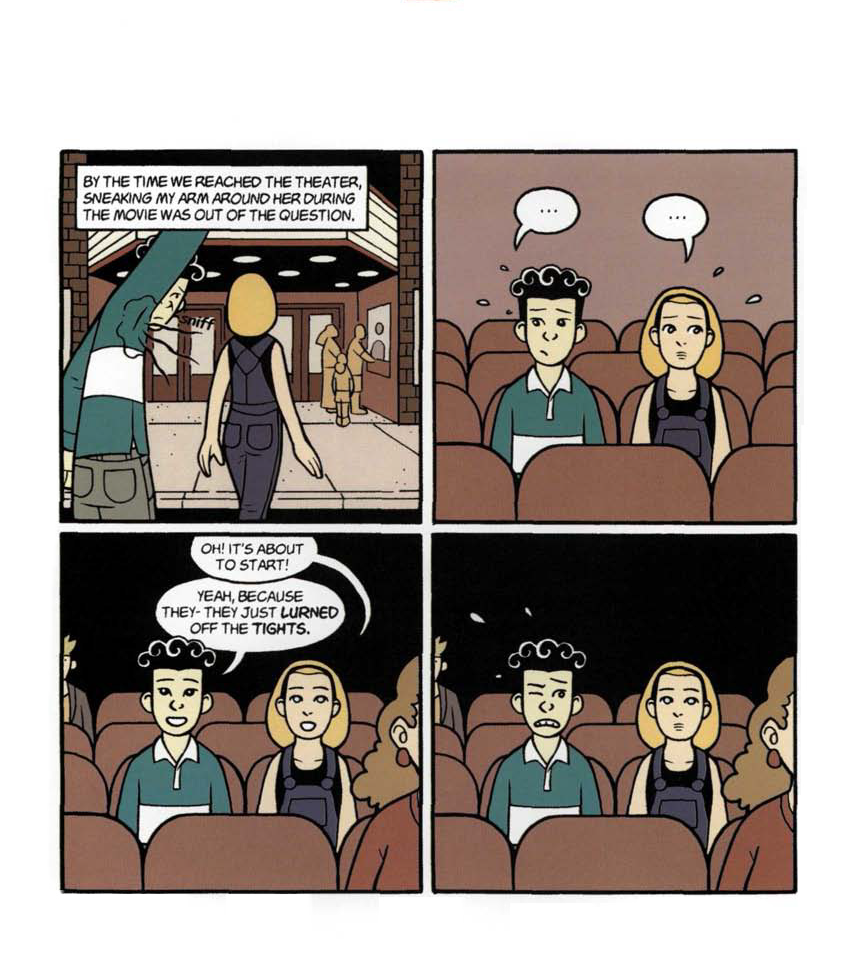 BY THE TIME WE REACHED THE THEATER,
SNEAKING MY ARM AROUND HER DURING
THE MOVIE WAS OUT OF THE QUESTION.
sniff
...
...
OH! IT'S ABOUT
TO START!
YEAH, BECAUSE
THEY- THEY JUST LURNED
OFF THE TIGHTS.